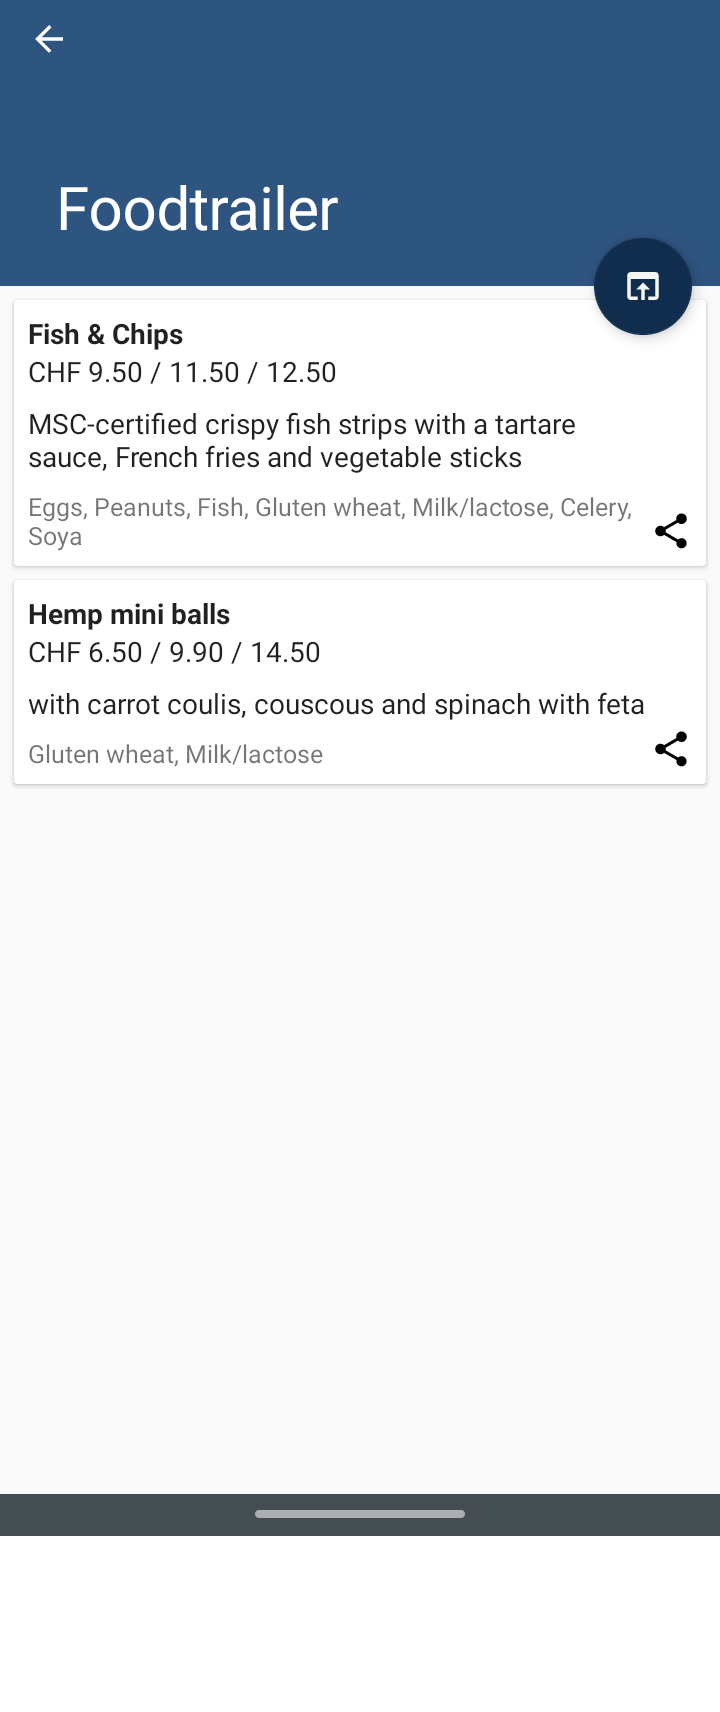 Foodtrailer
Fish & Chips
CHF 9.50 / 11.50 / 12.50
MSC-certified crispy fish strips with a tartare
sauce, French fries and vegetable sticks
Eggs, Peanuts, Fish, Gluten wheat, Milk/lactose, Celery,
Soya
Hemp mini balls
CHF 6.50 / 9.90 / 14.50
with carrot coulis, couscous and spinach with feta
Gluten wheat, Milk/lactose